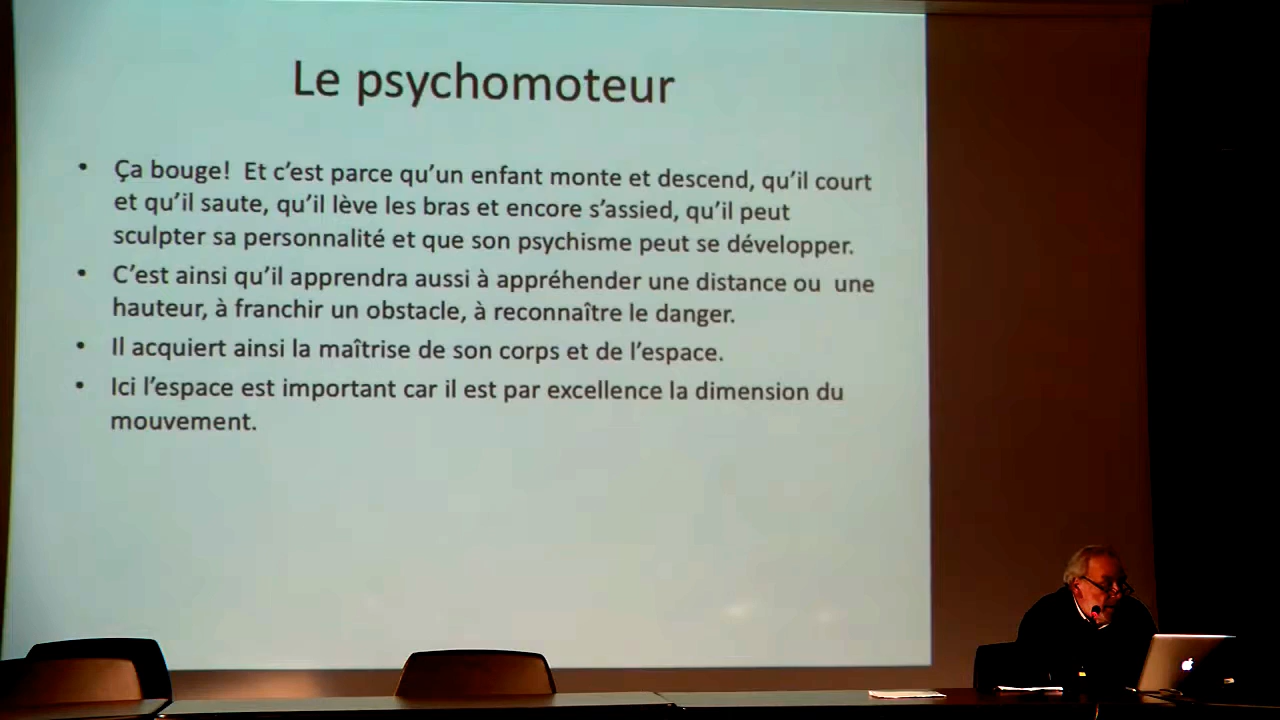 Le psychomoteur
• Ça bouge!  Et c’est parce qu’un enfant monte et descend, qu’il court
et qu’il saute, qu’il lève les bras et encore s’assied, qu’il peut
sculpter sa personnalité et que son psychisme peut se développer.
• C’est ainsi qu’il apprendra aussi à appréhender une distance ou  une
hauteur, à franchir un obstacle, à reconnaître le danger.
• Il acquiert ainsi la maîtrise de son corps et de l’espace.
• Ici l’espace est important car il est par excellence la dimension du
mouvement.